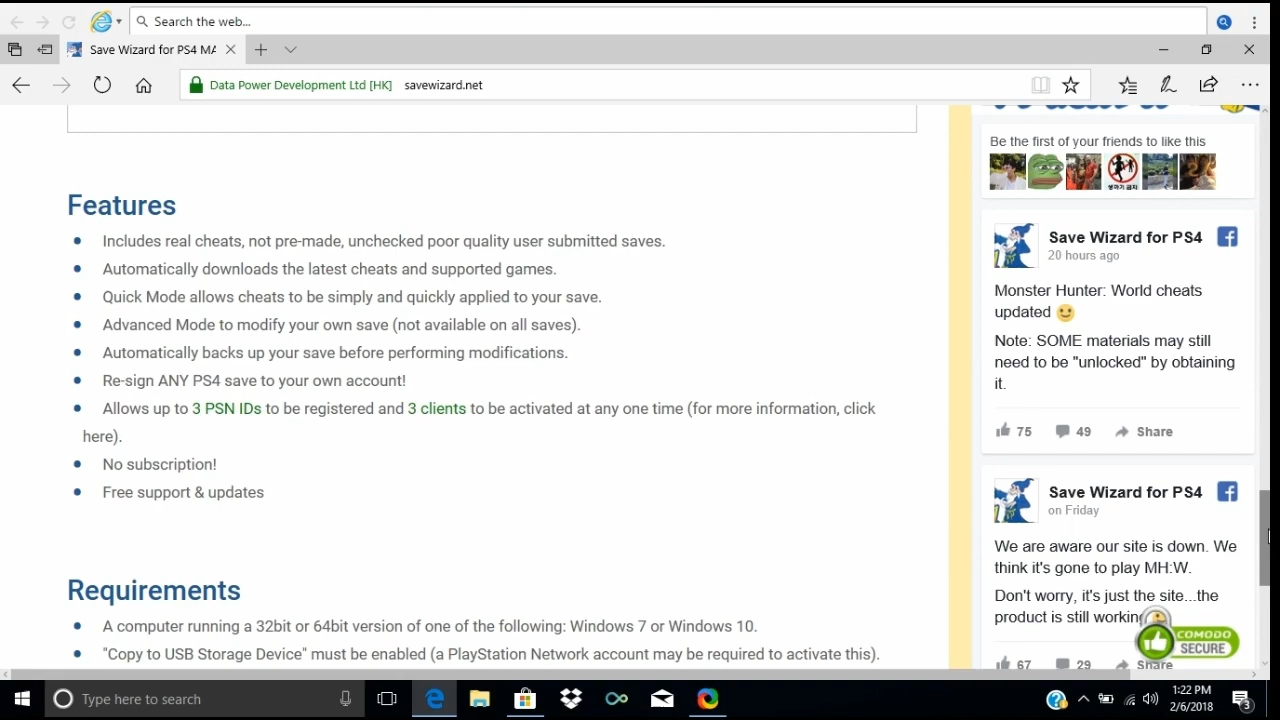 Search the web...
Save Wizard for PS4 MA
Data Power Development Ltd [HK] savewizard.net
Features
Includes real cheats, not pre-made, unchecked poor quality user submitted saves.
Automatically downloads the latest cheats and supported games.
Quick Mode allows cheats to be simply and quickly applied to your save.
Advanced Mode to modify your own save (not available on all saves).
Automatically backs up your save before performing modifications.
Re-sign ANY PS4 save to your own account!
Allows up to 3 PSN IDs to be registered and 3 clients to be activated at any one time (for more information, click
here).
No subscription!
Free support & updates
Requirements
A computer running a 32bit or 64bit version of one of the following: Windows 7 or Windows 10.
"Copy to USB Storage Device" must be enabled (a PlayStation Network account may be required to activate this).
Be the first of your friends to like this
Save Wizard for PS4
20 hours ago
Monster Hunter: World cheats
updated
Note: SOME materials may still
need to be "unlocked" by obtaining
it.
75 49 Share
Save Wizard for PS4
on Friday
We are aware our site is down. We
think it's gone to play MH:W.
Don't worry, it's just the site...the
product is still working
COMODO
SECURE
67 29 Share
Type here to search
1:22 PM
2/6/2018
3